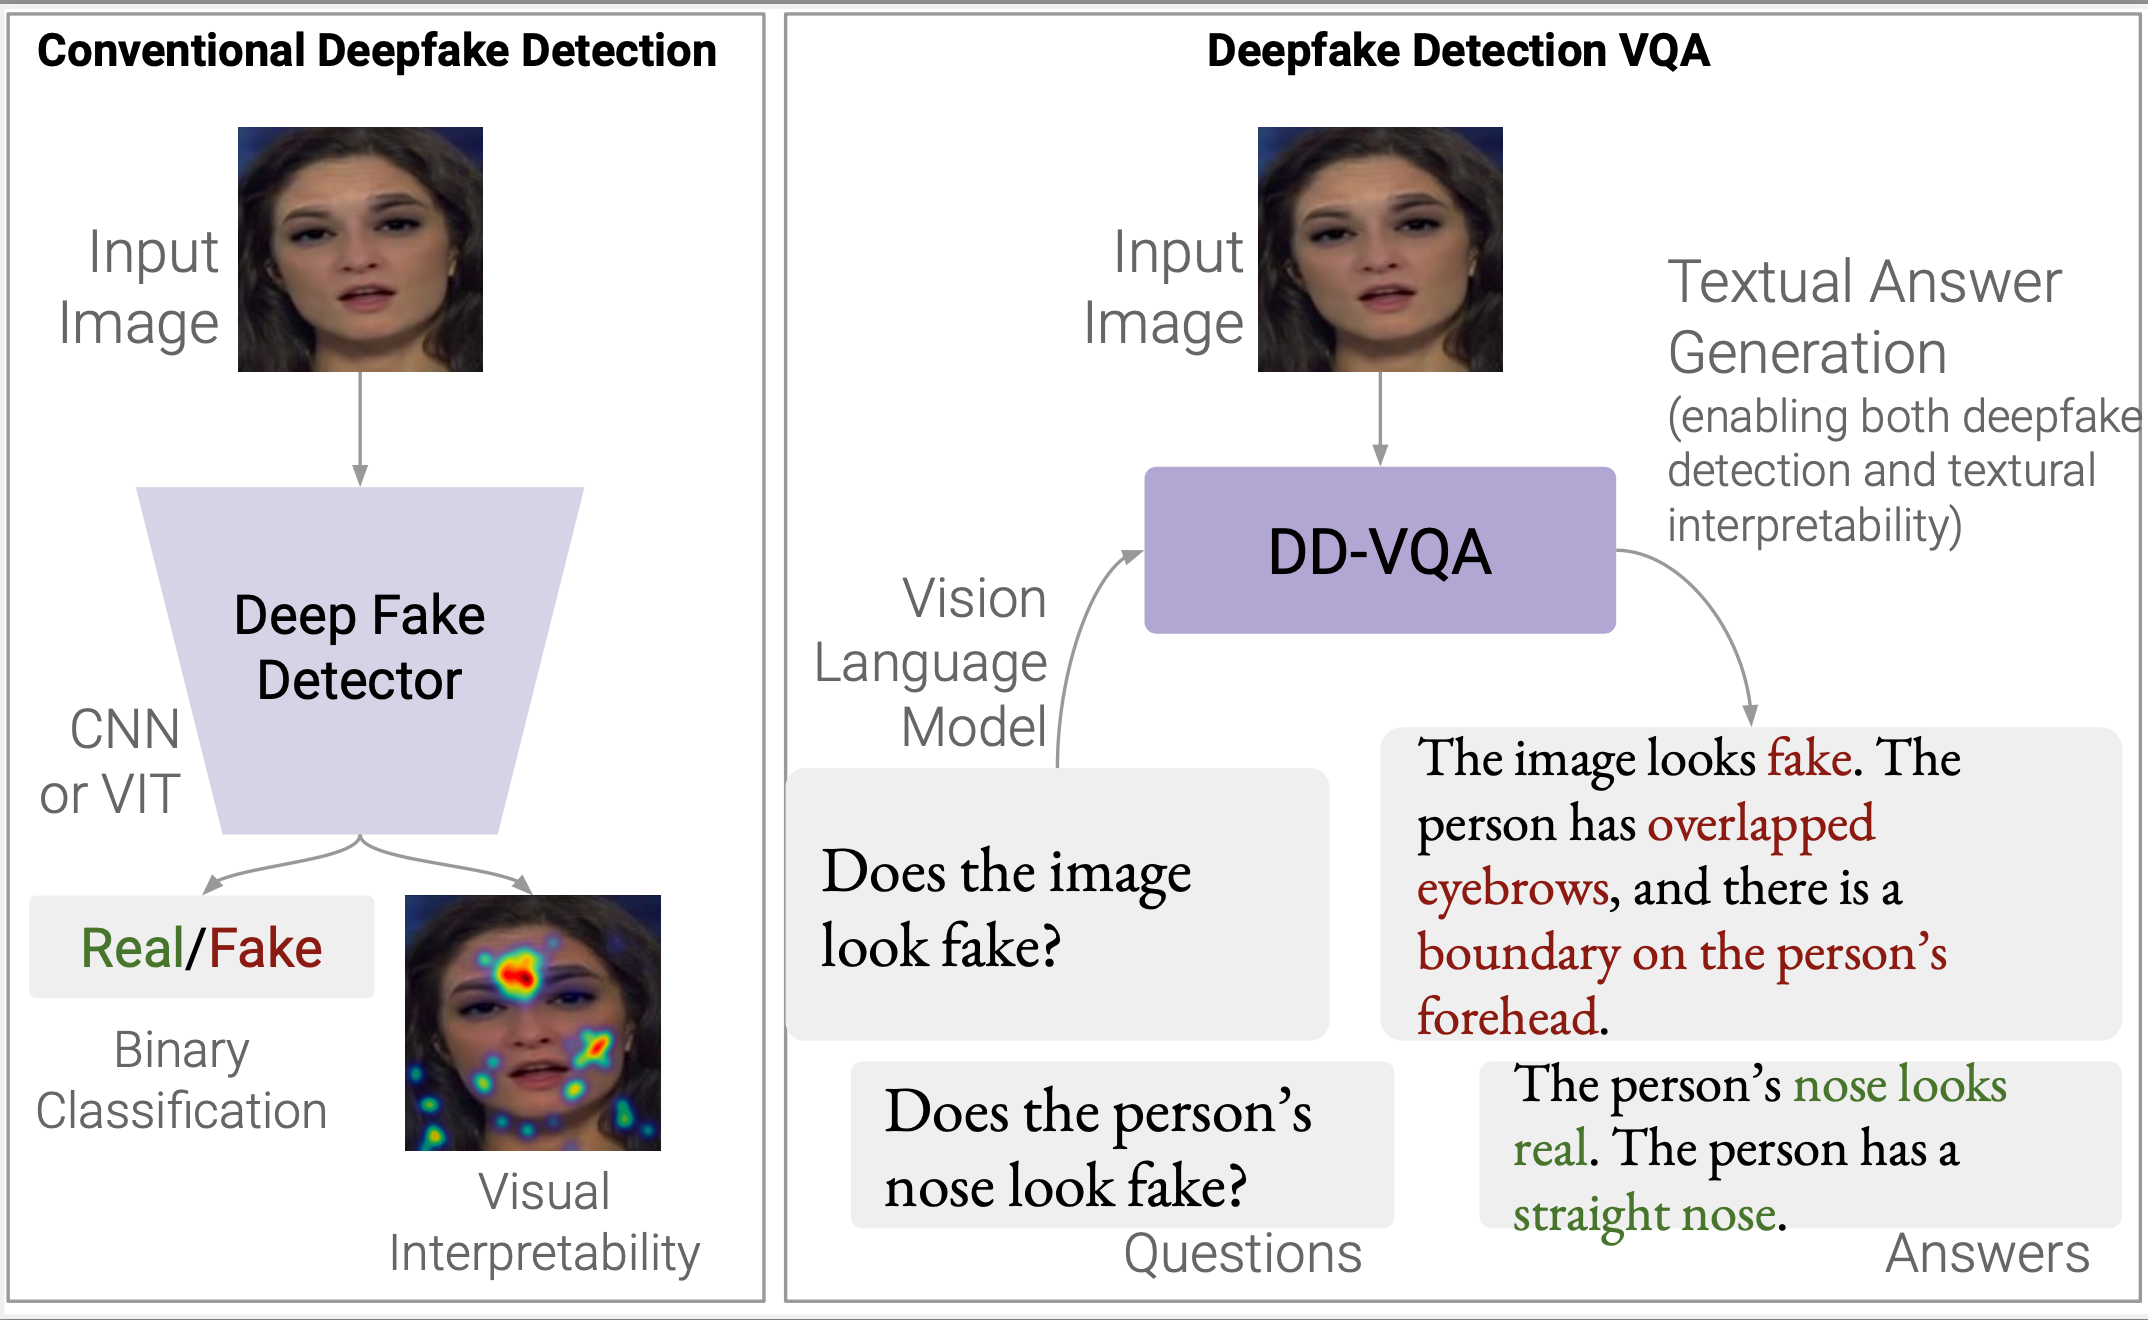 Conventional Deepfake Detection
Input
Image
Deep Fake
Detector
CNN
or VIT
Real/Fake
Binary
Classification
Visual
Interpretability
Deepfake Detection VQA
Input
Image
Textual Answer
Generation
(enabling both deepfake
detection and textural
interpretability)
DD-VQA
Vision
Language
Model
Does the image
look fake?
The image looks fake. The
person has overlapped
eyebrows, and there is a
boundary on the person’s
forehead.
Does the person’s
nose look fake?
Questions
The person’s nose looks
real. The person has a
straight nose.
Answers